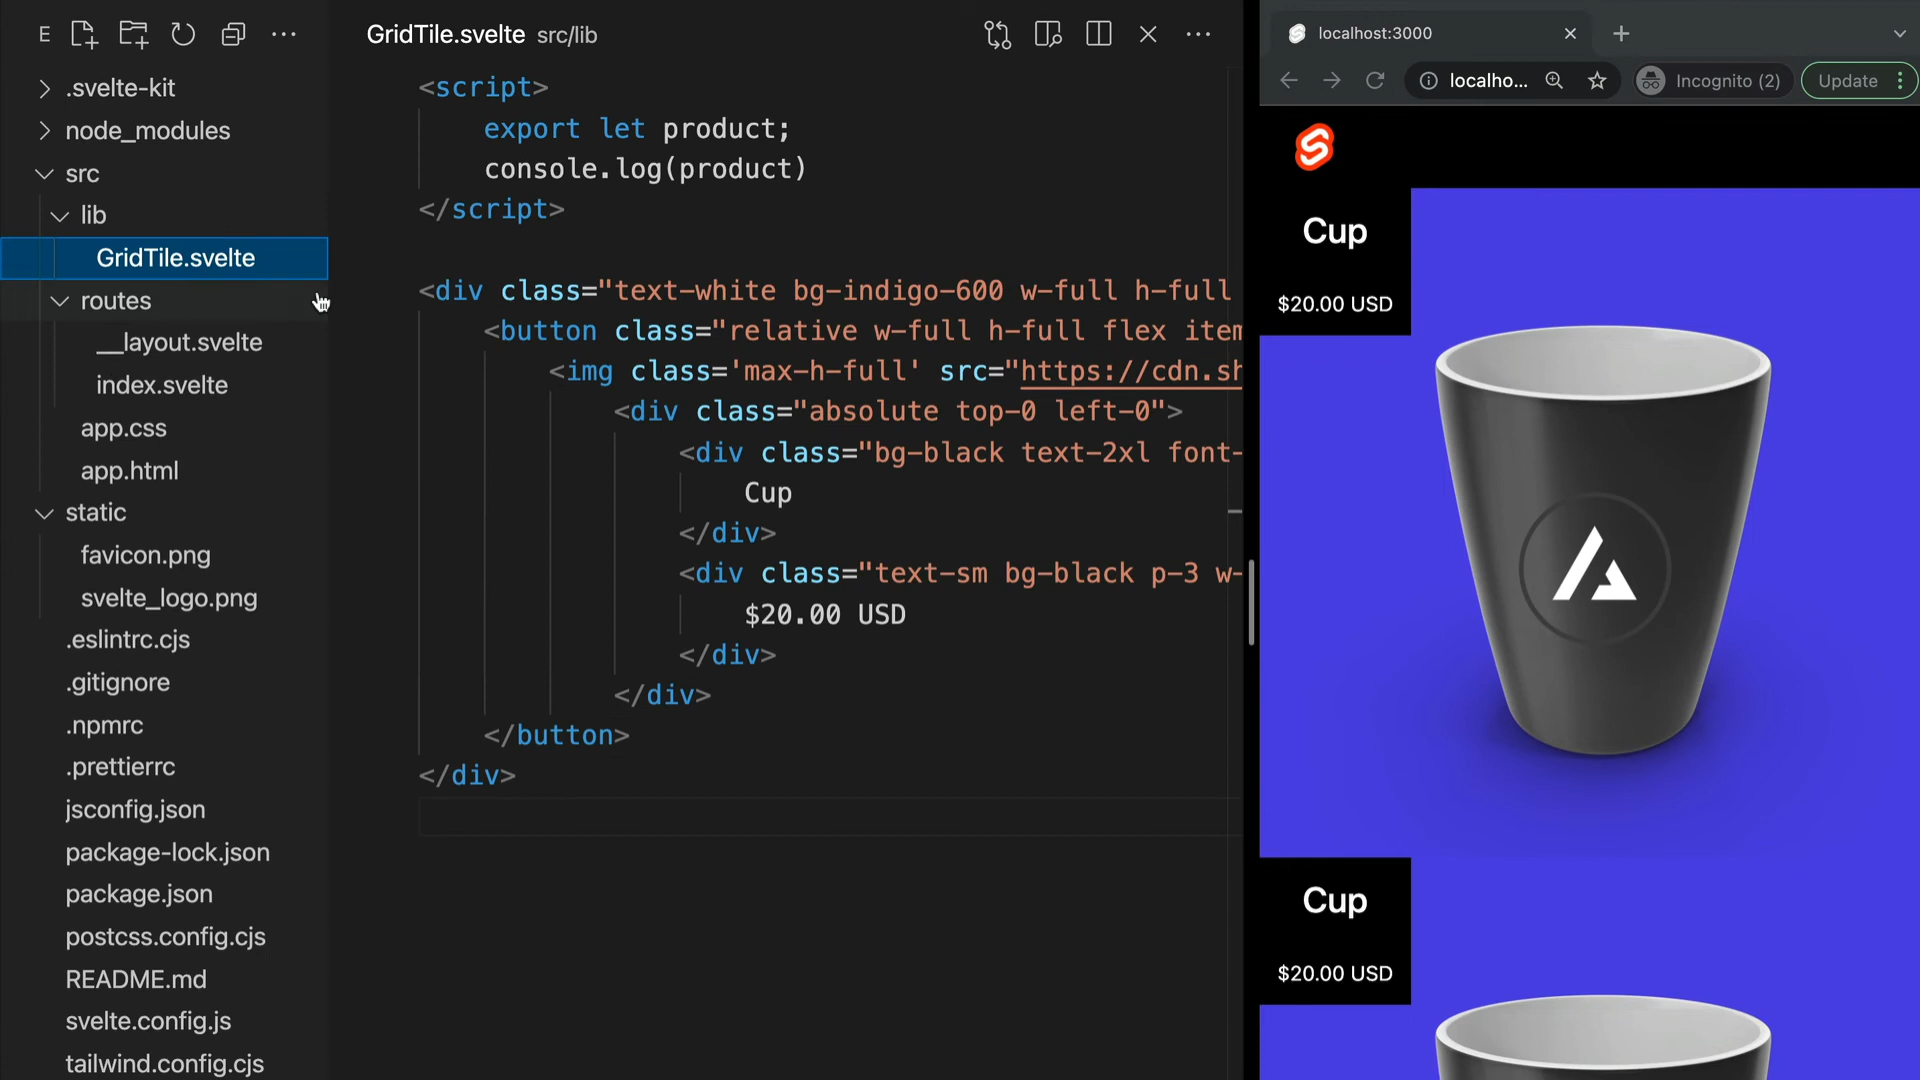 E
.svelte-kit
node_modules
src
lib
GridTile.svelte
routes
__layout.svelte
index.svelte
app.css
app.html
static
favicon.png
svelte_logo.png
.eslintrc.cjs
.gitignore
.npmrc
.prettierrc
jsconfig.json
package-lock.json
package.json
postcss.config.cjs
README.md
svelte.config.js
tailwind.config.cjs
GridTile.svelte src/lib
<script>
export let product;
console.log(product)
</script>
<div class="text-white bg-indigo-600 w-full h-full
<button class="relative w-full h-full flex item
<img class='max-h-full' src="https://cdn.sh
<div class="absolute top-0 left-0">
<div class="bg-black text-2xl font-
Cup
</div>
<div class="text-sm bg-black p-3 w-
$20.00 USD
</div>
</div>
</button>
</div>
localhost:3000
localho...
Incognito (2)
Update
Cup
$20.00 USD
Cup
$20.00 USD